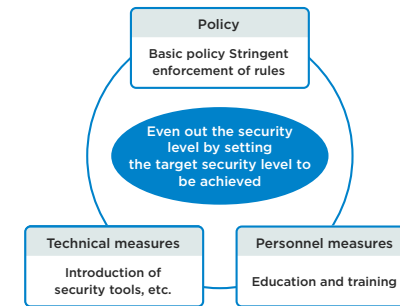 Policy
Basic policy Stringent
enforcement of rules
Even out the security
level by setting
the target security level to
be achieved
Technical measures
Introduction of
security tools, etc.
Personnel measures
Education and training